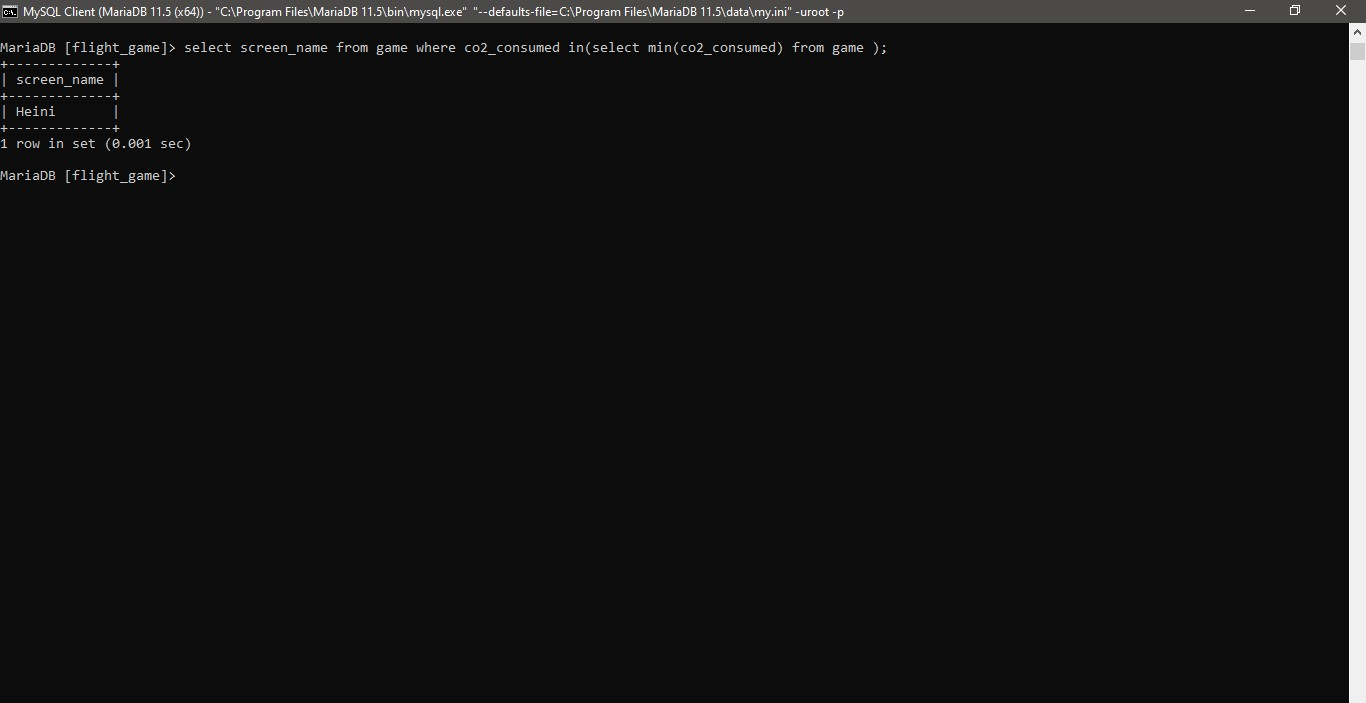 MySQL Client (MariaDB 11.5 (x64)) - "C:\Program Files\MariaDB 11.5\bin\mysql.exe" "--defaults-file=C:\Program Files\MariaDB 11.5\data\my.ini" -uroot -p
MariaDB [flight_game]> select screen_name from game where co2_consumed in(select min(co2_consumed) from game );
+-------------+
| screen_name |
+-------------+
| Heini       |
+-------------+
1 row in set (0.001 sec)
MariaDB [flight_game]>